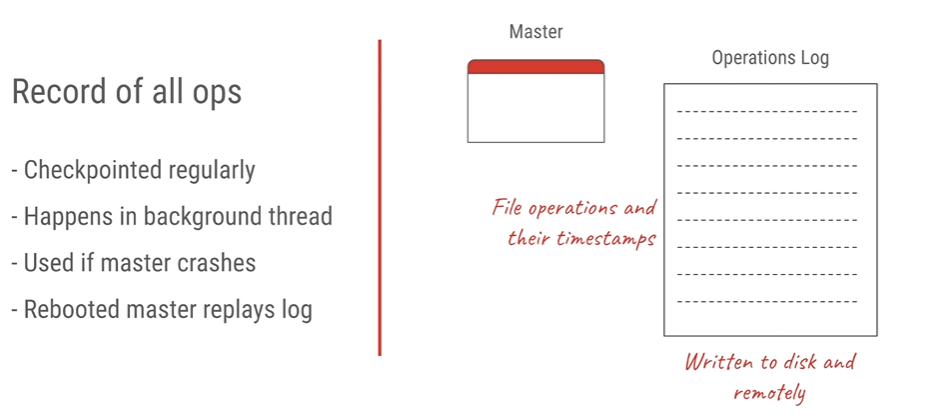 Record of all ops
- Checkpointed regularly
- Happens in background thread
- Used if master crashes
- Rebooted master replays log
Master
Operations Log
File operations and
their timestamps
Written to disk and
remotely